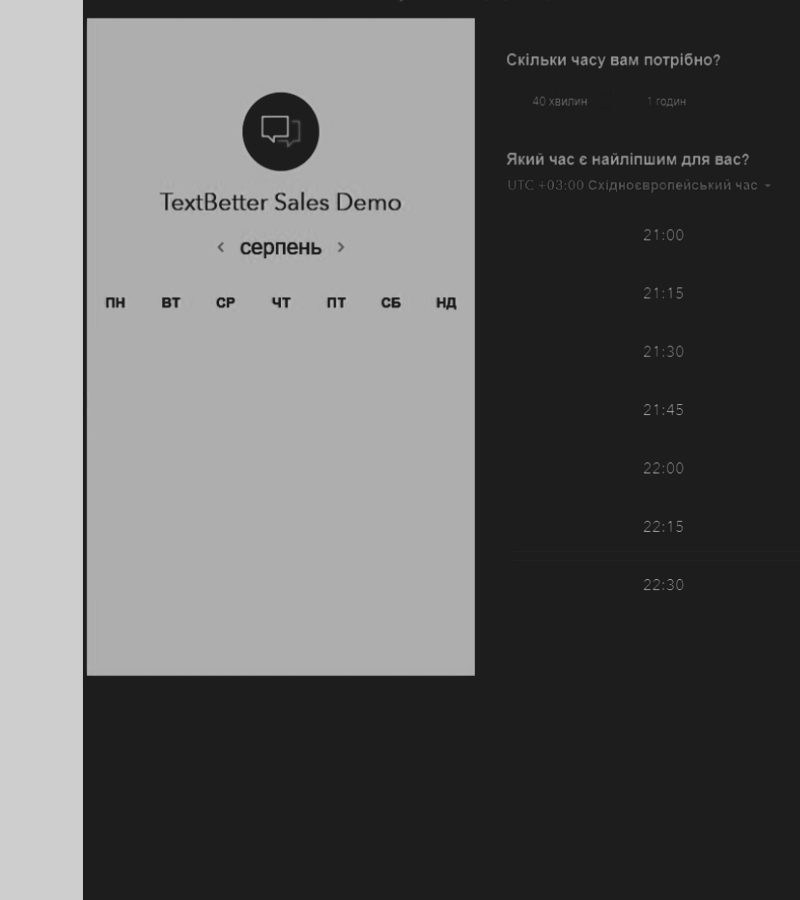 TextBetter Sales Demo
серпень
ПН ВТ СР ЧТ ПТ СБ НД
Скільки часу вам потрібно?
40 хвилин 1 годин
Який час є найліпшим для вас?
UTC +03:00 Східноєвропейський час
21:00
21:15
21:30
21:45
22:00
22:15
22:30